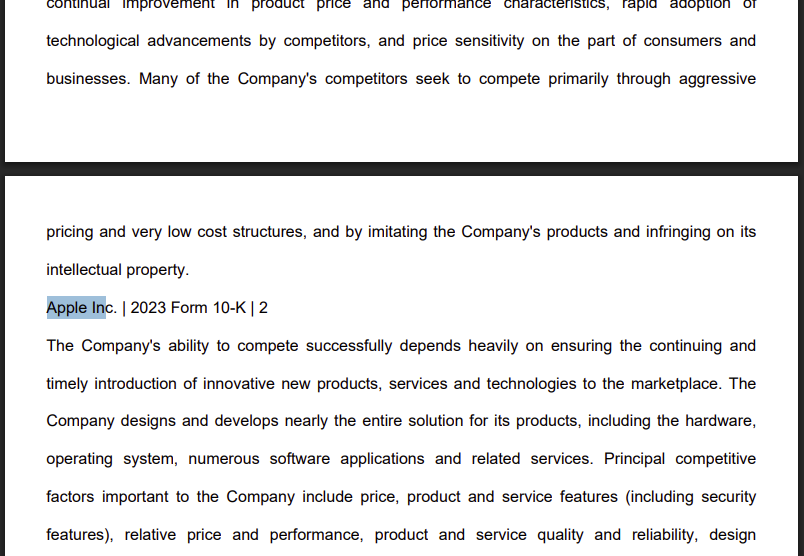 continual improvement in product price and performance characteristics, rapid adoption of
technological advancements by competitors, and price sensitivity on the part of consumers and
businesses. Many of the Company's competitors seek to compete primarily through aggressive
pricing and very low cost structures, and by imitating the Company's products and infringing on its
intellectual property.
Apple Inc. | 2023 Form 10-K | 2
The Company's ability to compete successfully depends heavily on ensuring the continuing and
timely introduction of innovative new products, services and technologies to the marketplace. The
Company designs and develops nearly the entire solution for its products, including the hardware,
operating system, numerous software applications and related services. Principal competitive
factors important to the Company include price, product and service features (including security
features), relative price and performance, product and service quality and reliability, design